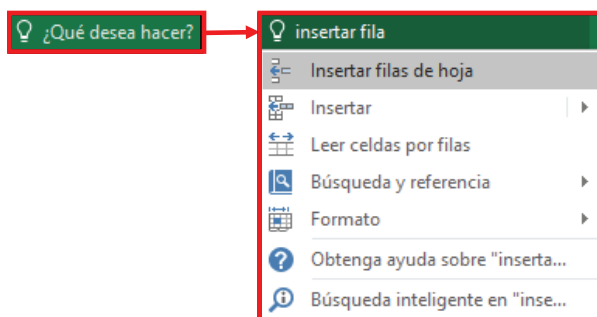 ¿Qué desea hacer?
insertar fila
Insertar filas de hoja
Insertar
Leer celdas por filas
Búsqueda y referencia
Formato
Obtenga ayuda sobre "inserta...
Búsqueda inteligente en "inse...